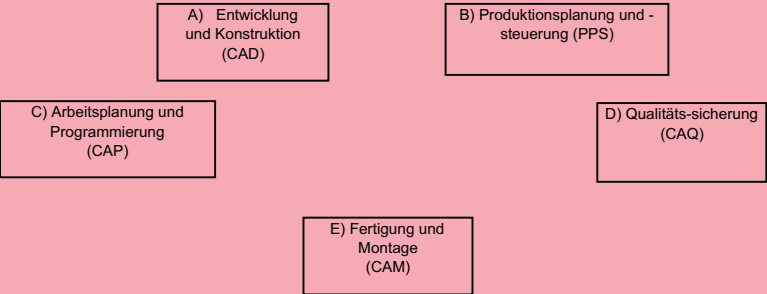 A) Entwicklung
und Konstruktion
(CAD)
B) Produktionsplanung und -
steuerung (PPS)
C) Arbeitsplanung und
Programmierung
(CAP)
D) Qualitäts-sicherung
(CAQ)
E) Fertigung und
Montage
(CAM)